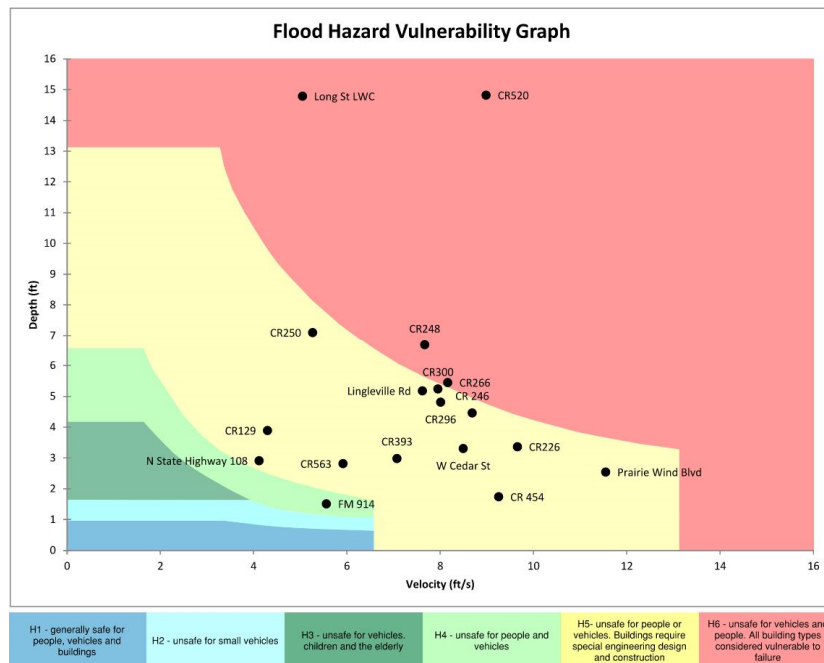 Flood Hazard Vulnerability Graph
16
15
14
13
12
11
10
9
8
7
6
5
4
3
2
1
0
Depth (ft)
Long St LWC
CR520
CR250
CR248
CR300
CR266
Lingleville Rd
CR 246
CR296
CR129
CR393
CR226
N State Highway 108
CR563
W Cedar St
Prairie Wind Blvd
FM 914
CR 454
0 2 4 6 8 10 12 14 16
Velocity (ft/s)
H1 - generally safe for
people, vehicles and
buildings
H2 - unsafe for small vehicles
H3 - unsafe for vehicles.
children and the elderly
H4 - unsafe for people and
vehicles
H5- unsafe for people or
vehicles. Buildings require
special engineering design
and construction
H6 - unsafe for vehicles and
people. All building types
considered vulnerable to
failure